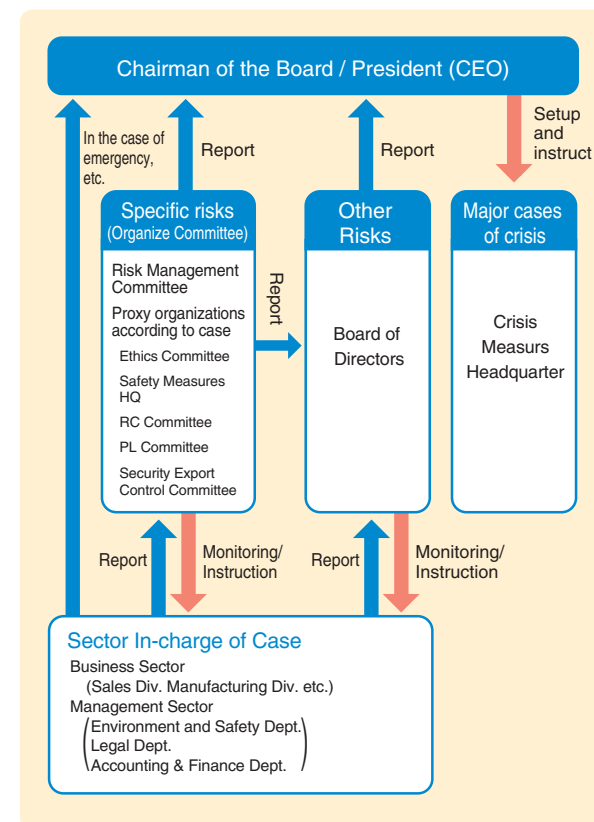 Chairman of the Board / President (CEO)
In the case of
emergency,
etc.
Report
Report
Setup
and
instruct
Specific risks
(Organize Committee)
Risk Management
Committee
Proxy organizations
according to case
Ethics Committee
Safety Measures
HQ
RC Committee
PL Committee
Security Export
Control Committee
Report
Other
Risks
Board of
Directors
Major cases
of crisis
Crisis
Measurs
Headquarter
Report
Monitoring/
Instruction
Report
Monitoring/
Instruction
Sector In-charge of Case
Business Sector
(Sales Div. Manufacturing Div. etc.)
Management Sector
(Environment and Safety Dept.
Legal Dept.
Accounting & Finance Dept.)